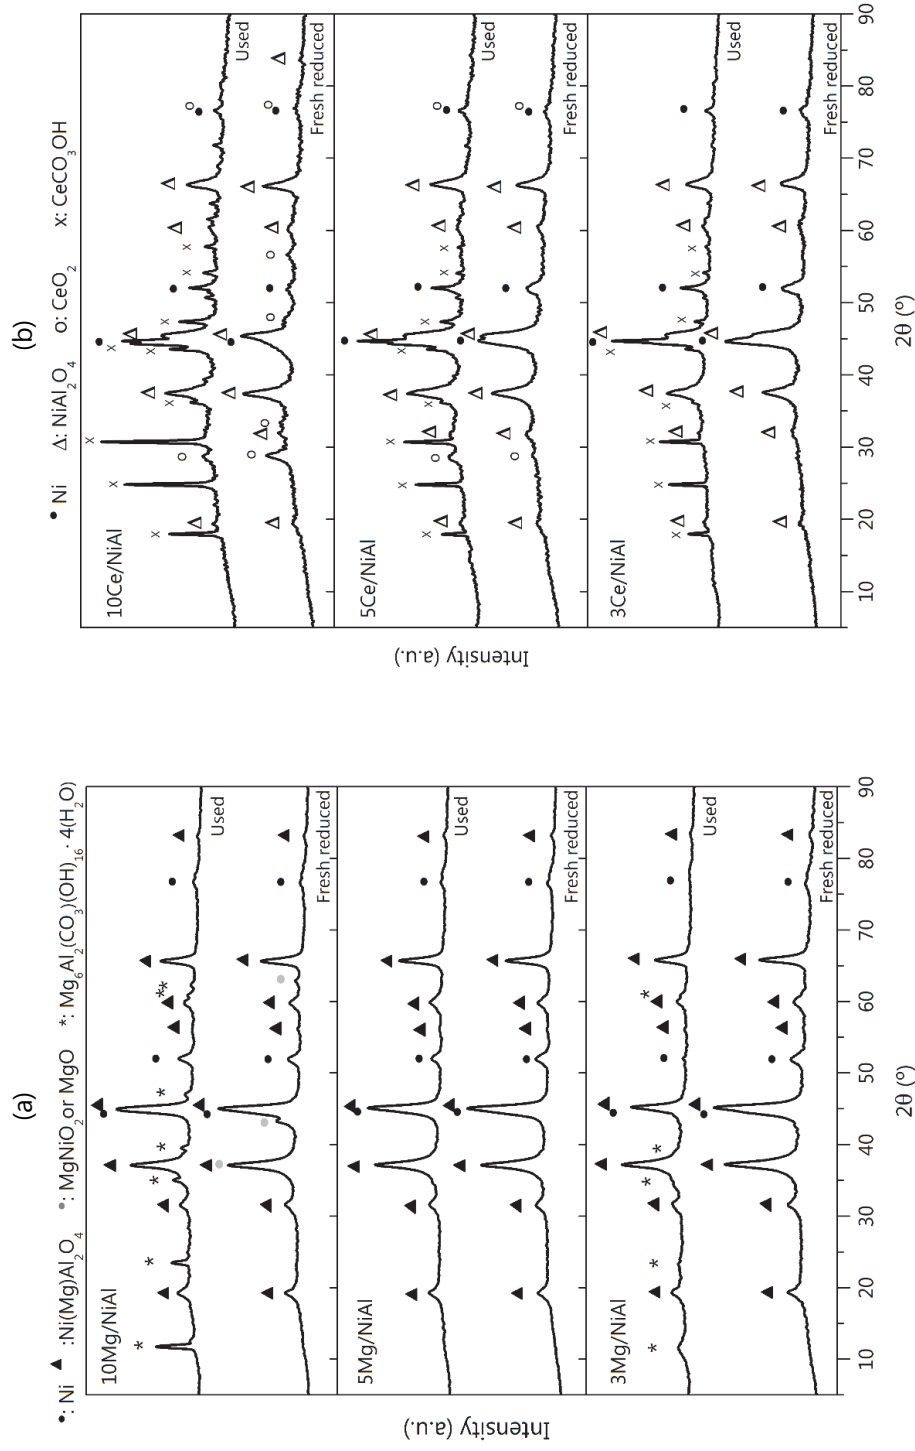 (a)
•: Ni ▲ :Ni(Mg)Al2O4 •: MgNiO2 or MgO *: Mg6Al2(CO3)(OH)16 · 4(H2O)
10Mg/NiAl
Used
Fresh reduced
5Mg/NiAl
Used
Fresh reduced
3Mg/NiAl
Used
Fresh reduced
Intensity (a.u.)
10 20 30 40 50 60 70 80 90
2θ (°)
(b)
• Ni Δ: NiAl2O4 o: CeO2 x: CeCO3OH
10Ce/NiAl
Used
Fresh reduced
5Ce/NiAl
Used
Fresh reduced
3Ce/NiAl
Used
Fresh reduced
Intensity (a.u.)
10 20 30 40 50 60 70 80 90
2θ (°)